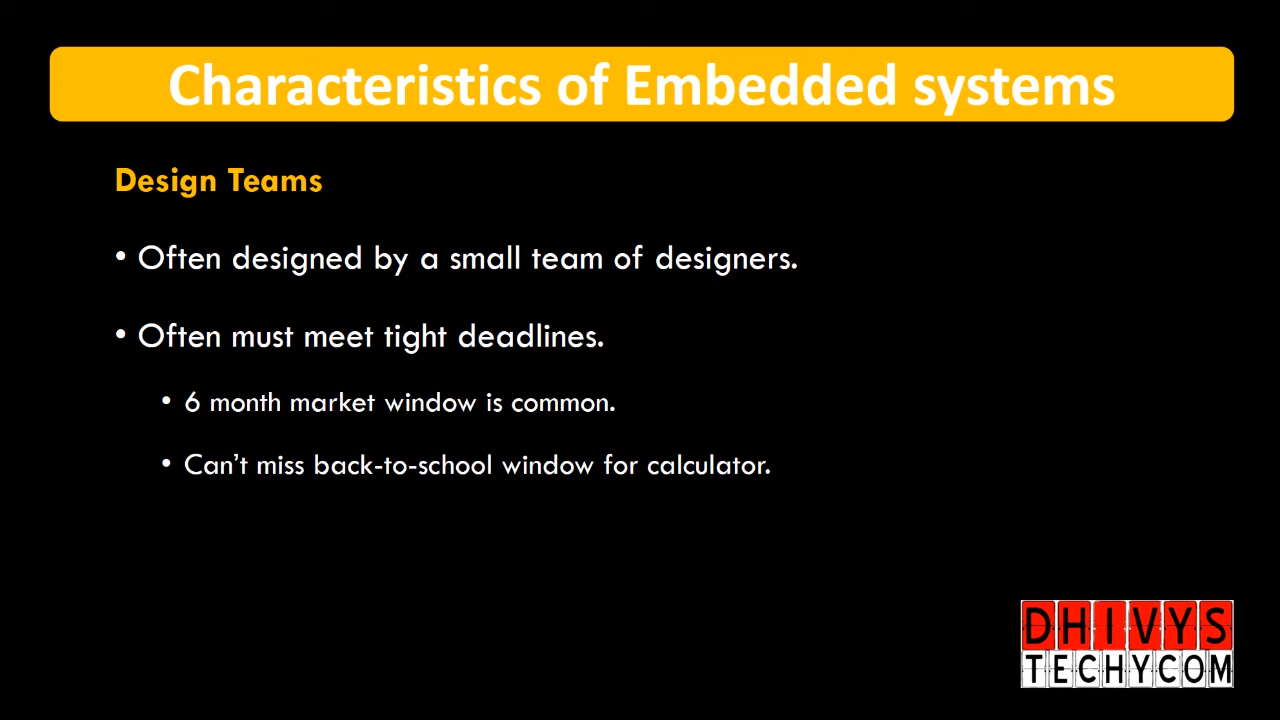 Characteristics of Embedded systems
Design Teams
• Often designed by a small team of designers.
• Often must meet tight deadlines.
• 6 month market window is common.
• Can’t miss back-to-school window for calculator.
DHIVYS
TECHYCOM